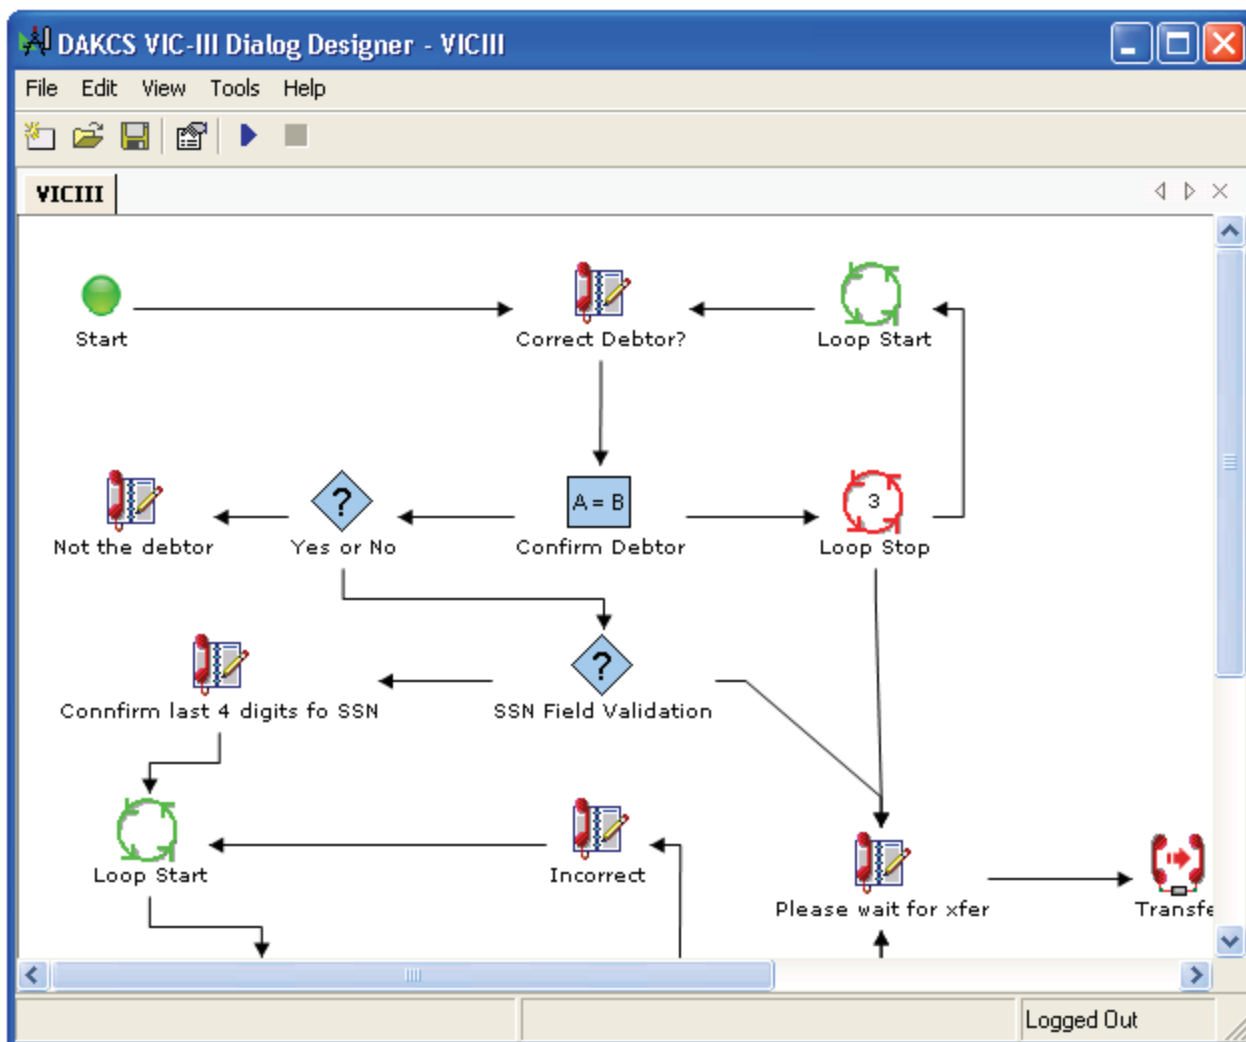 DAKCS VIC-III Dialog Designer - VICIII
File Edit View Tools Help
VICIII
Start
Correct Debtor?
Loop Start
?
A = B
3
Not the debtor
Yes or No
Confirm Debtor
Loop Stop
?
Connfirm last 4 digits fo SSN
SSN Field Validation
Loop Start
Incorrect
Please wait for xfer
Transfe
Logged Out